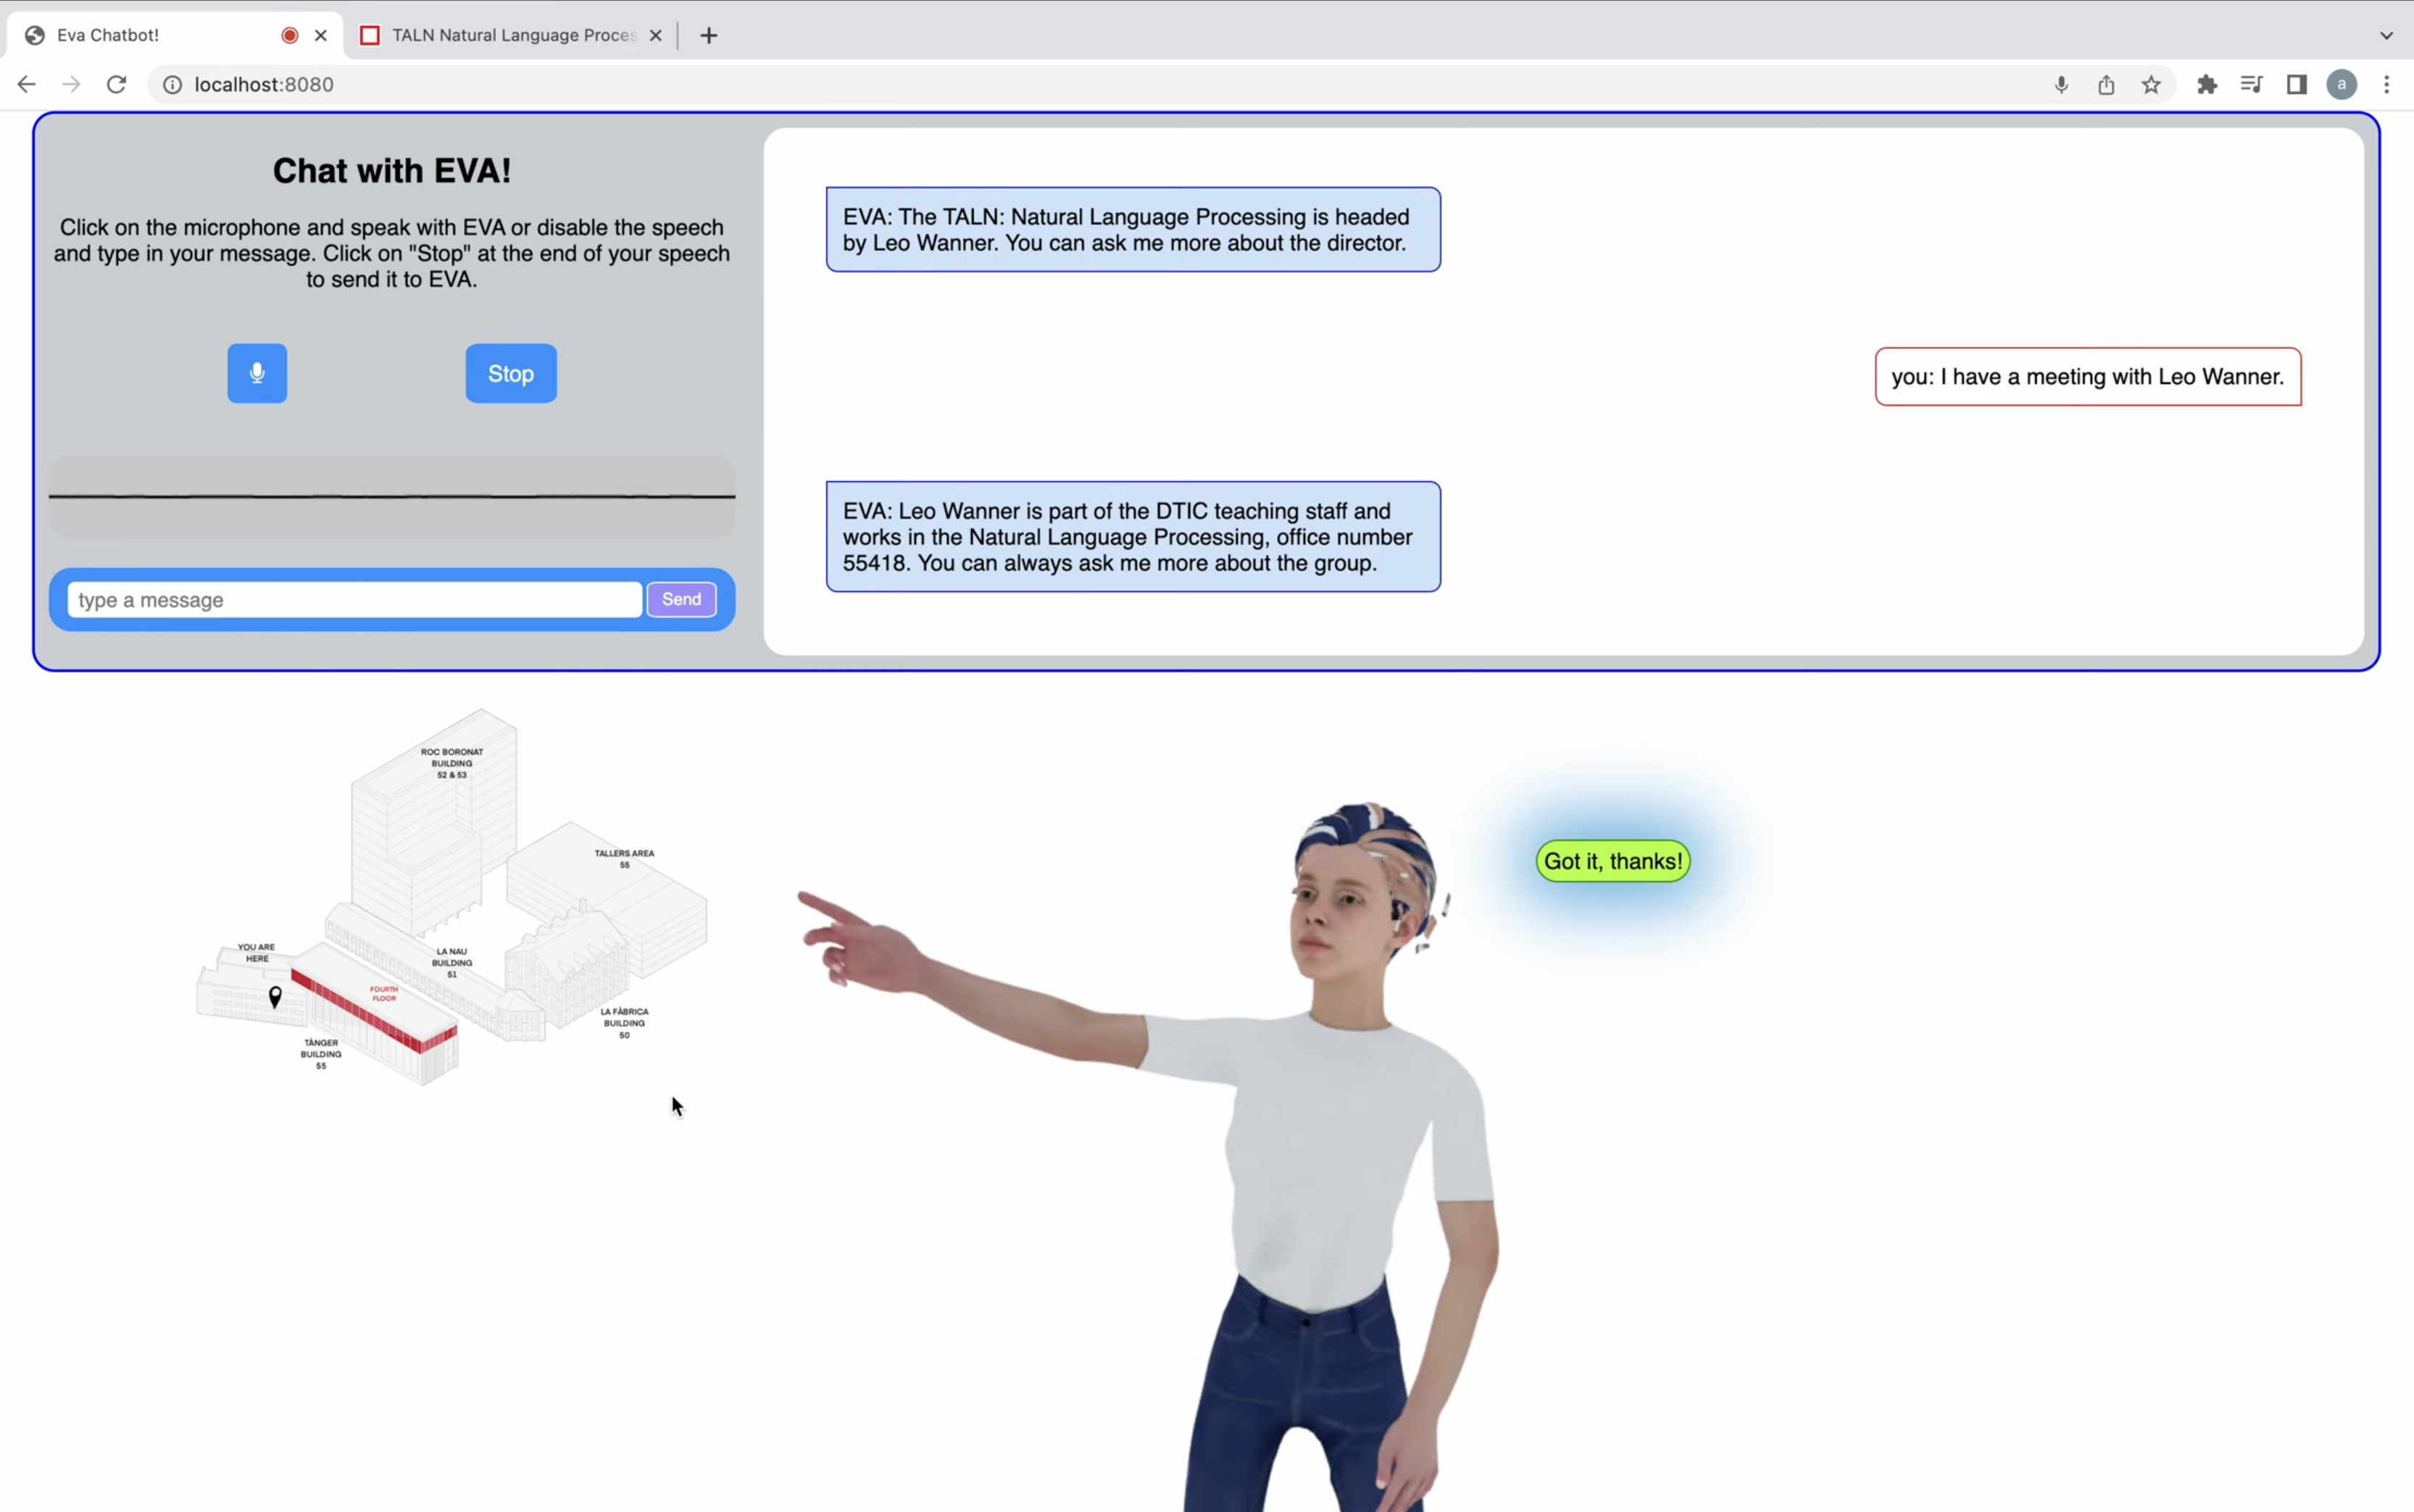 Eva Chatbot!
TALN Natural Language Proces
localhost:8080
a
Chat with EVA!
Click on the microphone and speak with EVA or disable the speech
and type in your message. Click on "Stop" at the end of your speech
to send it to EVA.
Stop
type a message
Send
EVA: The TALN: Natural Language Processing is headed
by Leo Wanner. You can ask me more about the director.
you: I have a meeting with Leo Wanner.
EVA: Leo Wanner is part of the DTIC teaching staff and
works in the Natural Language Processing, office number
55418. You can always ask me more about the group.
ROC BORONAT
BUILDING
52 & 53
TALLERS AREA
55
YOU ARE
HERE
LA NAU
BUILDING
51
FOURTH
FLOOR
LA FÀBRICA
BUILDING
50
TÀNGER
BUILDING
55
Got it, thanks!